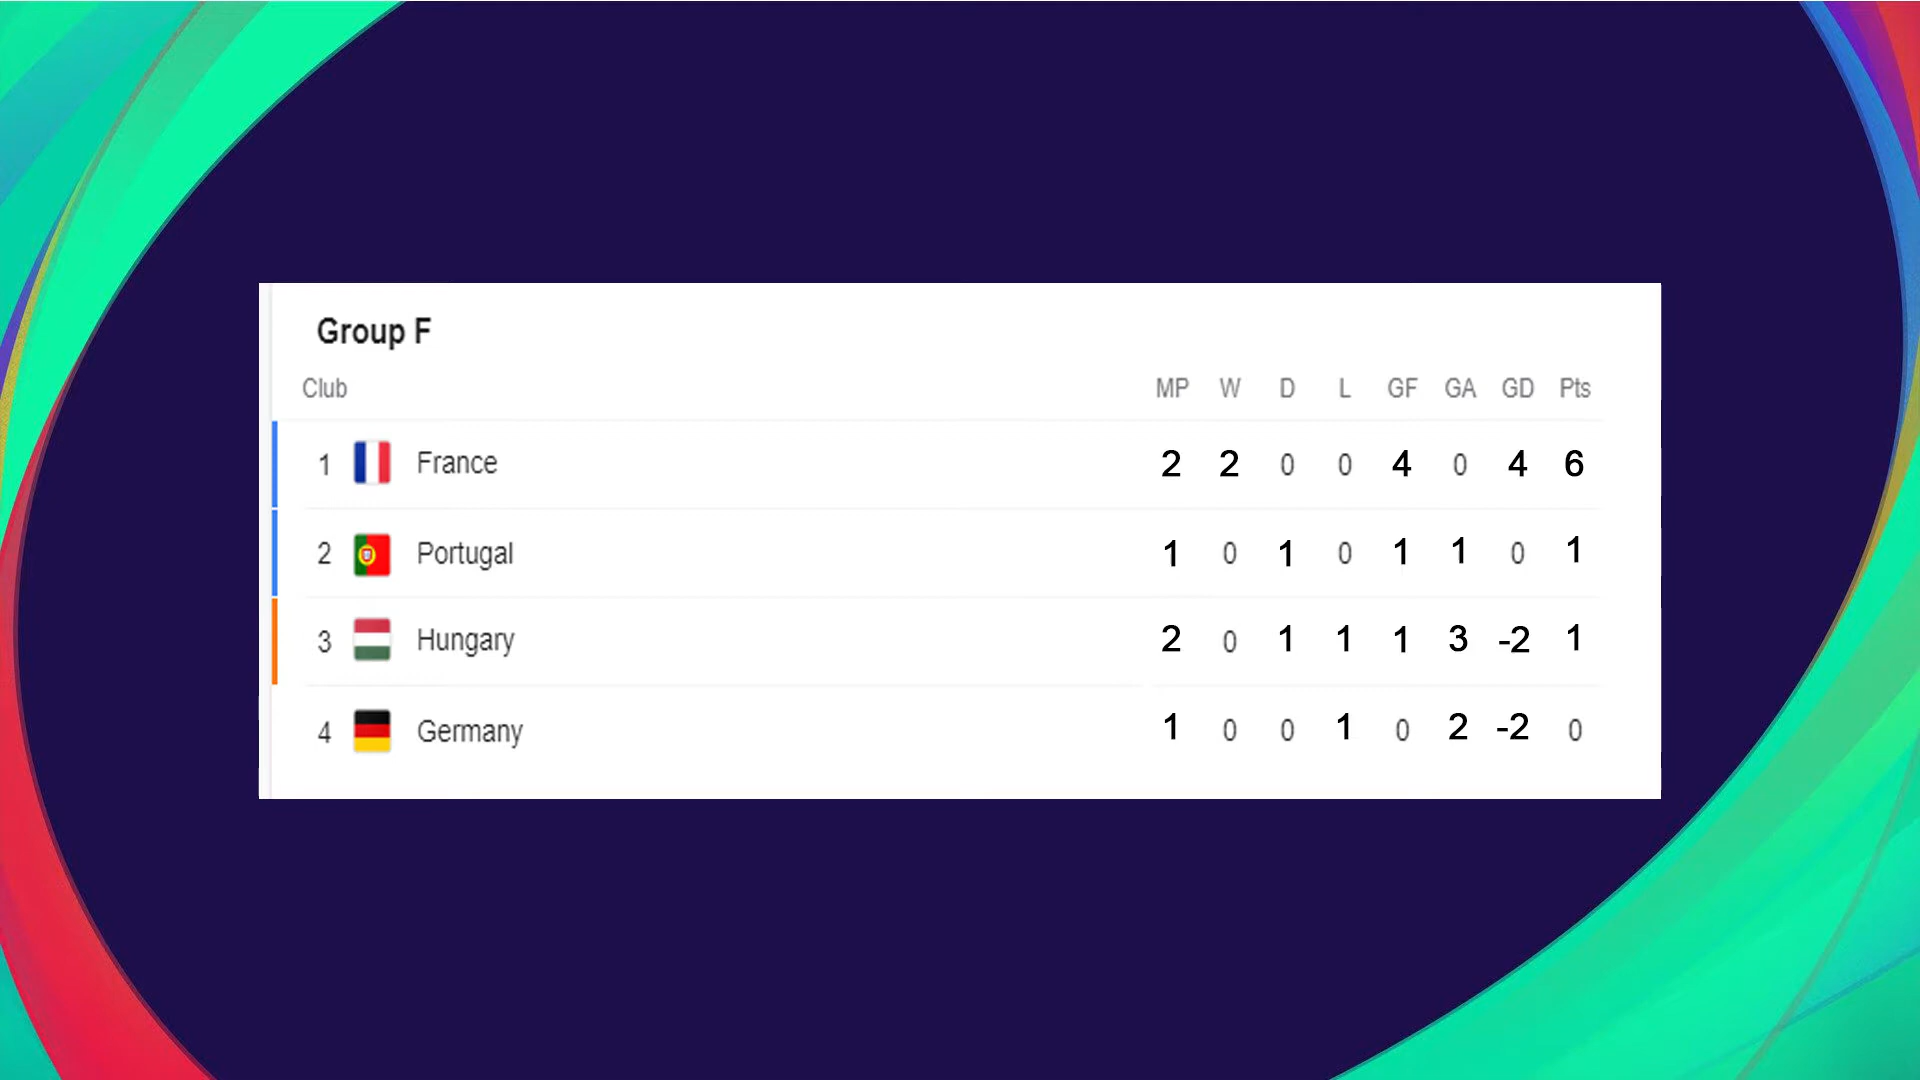 Group F
Club MP W D L GF GA GD Pts
1 France 2 2 0 0 4 0 4 6
2 Portugal 1 0 1 0 1 1 0 1
3 Hungary 2 0 1 1 1 3 -2 1
4 Germany 1 0 0 1 0 2 -2 0